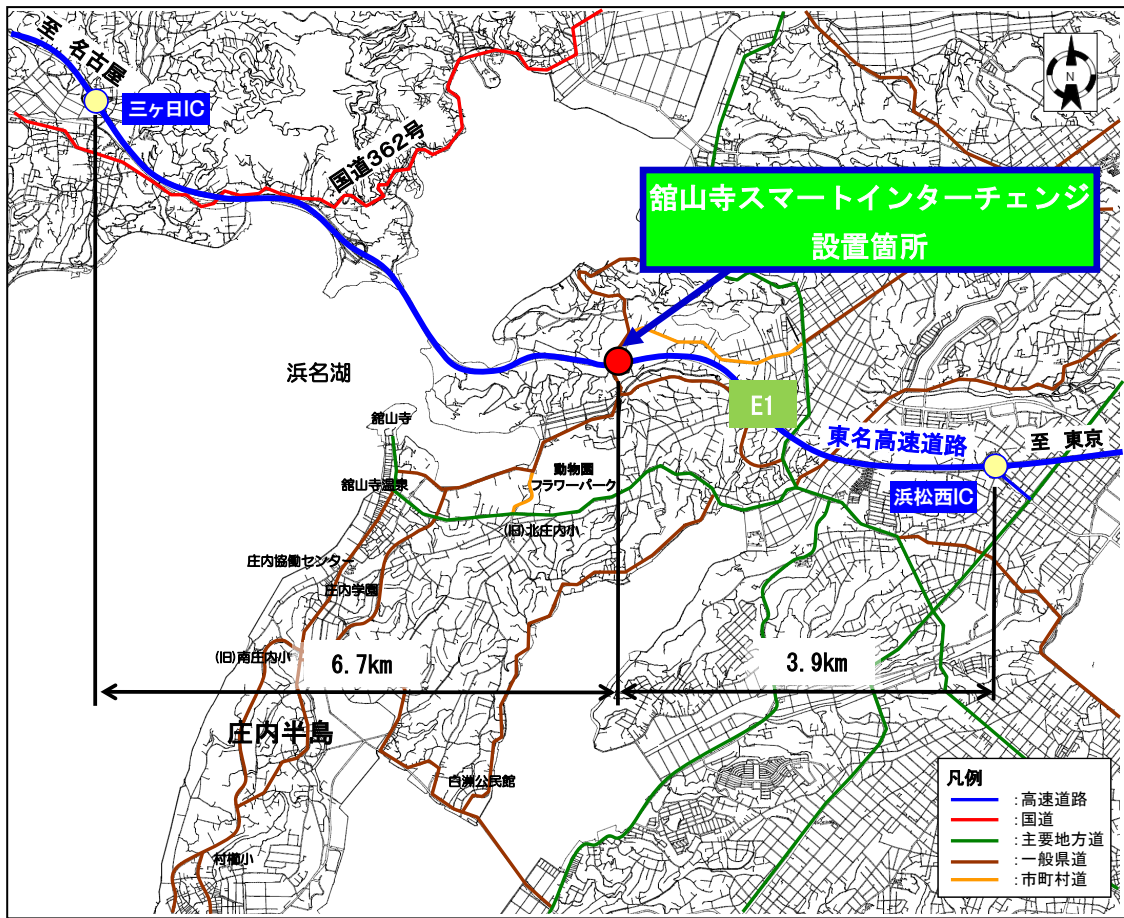 至 名古屋
三ヶ日IC
国道362号
N
舘山寺スマートインターチェンジ
設置箇所
浜名湖
E1
東名高速道路
至 東京
浜松西IC
舘山寺
舘山寺温泉
動物園
フラワーパーク
(旧)北庄内小
庄内協働センター
庄内学園
(旧)南庄内小
6.7km
3.9km
庄内半島
白洲公民館
村櫛小
凡例
:高速道路
:国道
:主要地方道
:一般県道
:市町村道